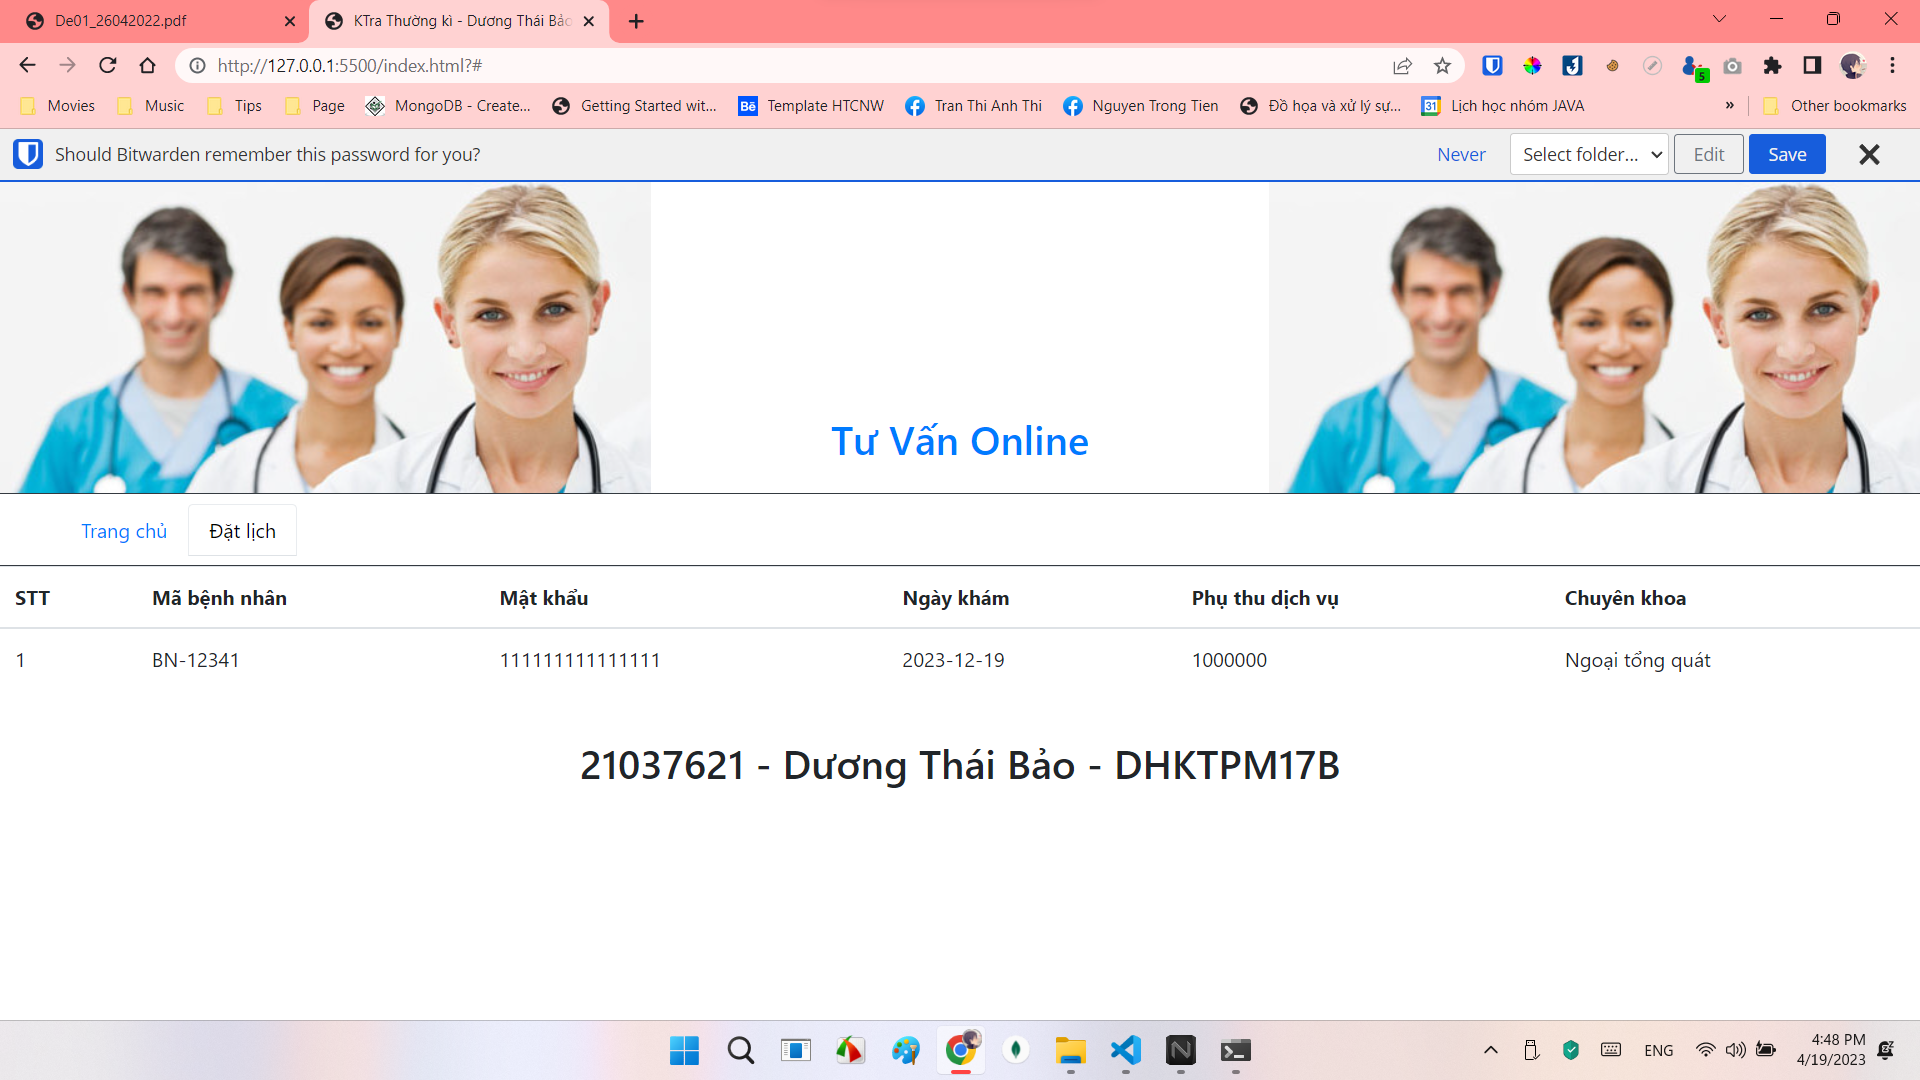 De01_26042022.pdf
KTra Thường kì - Dương Thái Bảo
http://127.0.0.1:5500/index.html?#
5
Movies
Music
Tips
Page
MongoDB - Create...
Getting Started wit...
Bē Template HTCNW
Tran Thi Anh Thi
Nguyen Trong Tien
Đồ họa và xử lý sự...
31 Lịch học nhóm JAVA
»
Other bookmarks
Should Bitwarden remember this password for you?
Never
Select folder...
Edit
Save
Tư Vấn Online
Trang chủ
Đặt lịch
STT Mã bệnh nhân Mật khẩu Ngày khám Phụ thu dịch vụ Chuyên khoa
1 BN-12341 111111111111111 2023-12-19 1000000 Ngoại tổng quát
21037621 - Dương Thái Bảo - DHKTPM17B
ENG
4:48 PM
4/19/2023